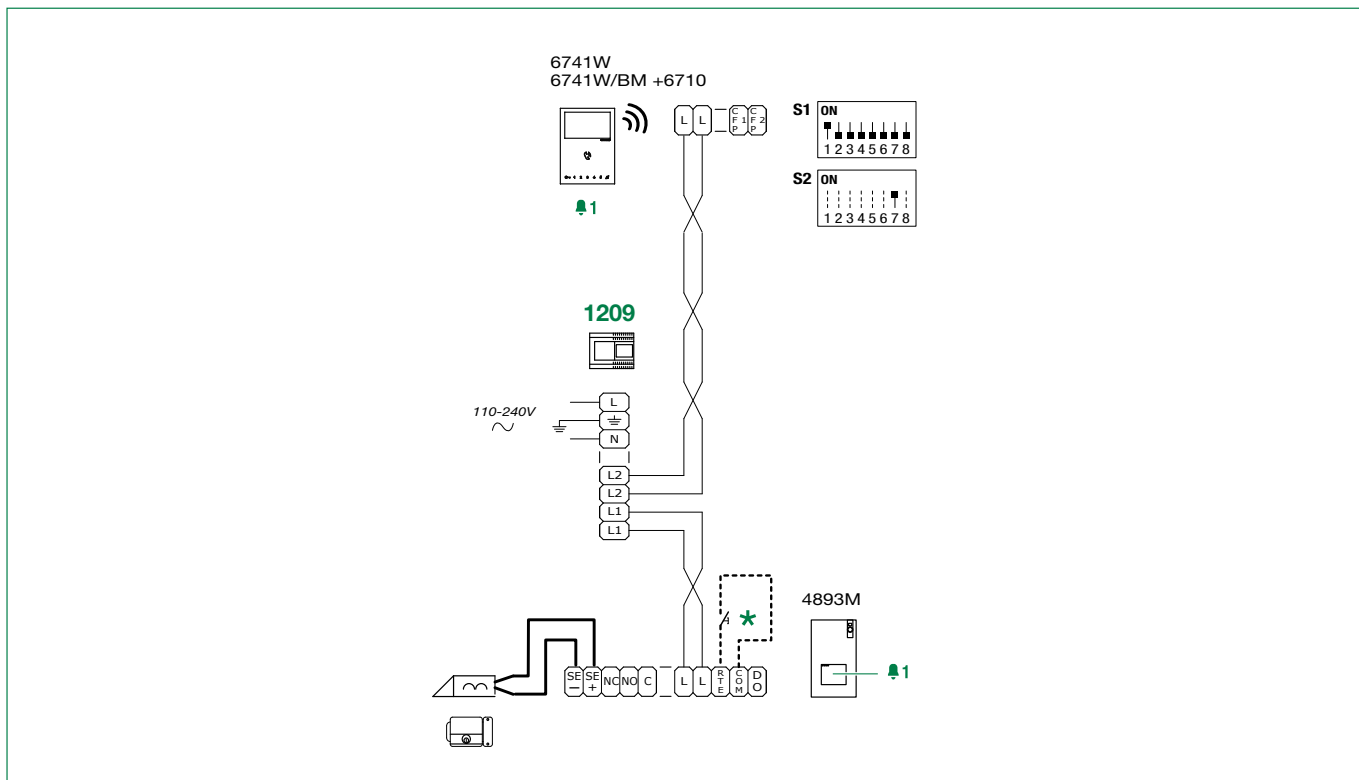 6741W
6741W/BM +6710
L L CFP1 CFP2
S1 ON
1 2 3 4 5 6 7 8
S2 ON
1 2 3 4 5 6 7 8
1
1209
110-240V
L
N
L2
L2
L1
L1
*
4893M
1
SE − SE + NC NO C L L RTE COM DO